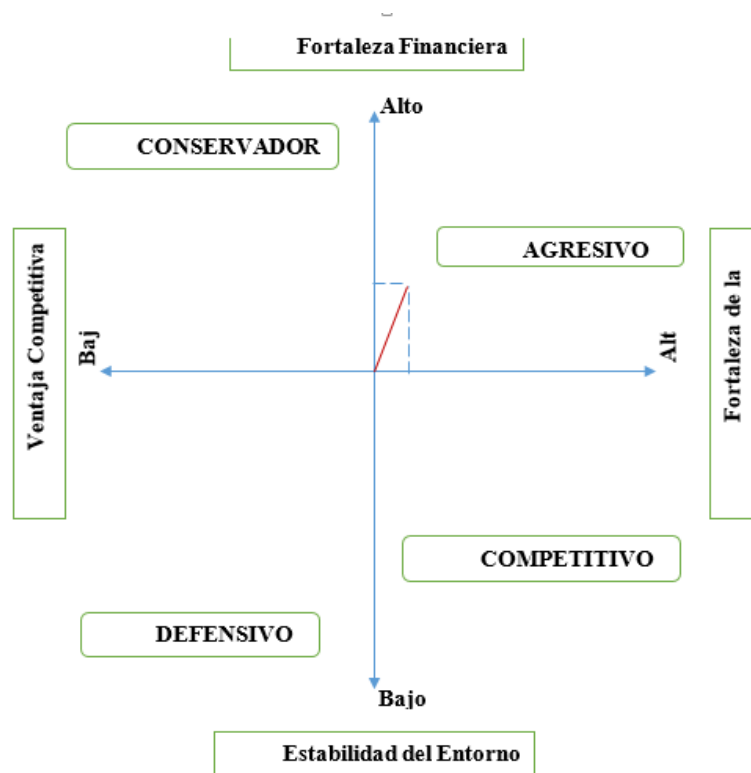 Fortaleza Financiera
Alto
CONSERVADOR
AGRESIVO
Ventaja Competitiva
Baj
Alt
Fortaleza de la
COMPETITIVO
DEFENSIVO
Bajo
Estabilidad del Entorno